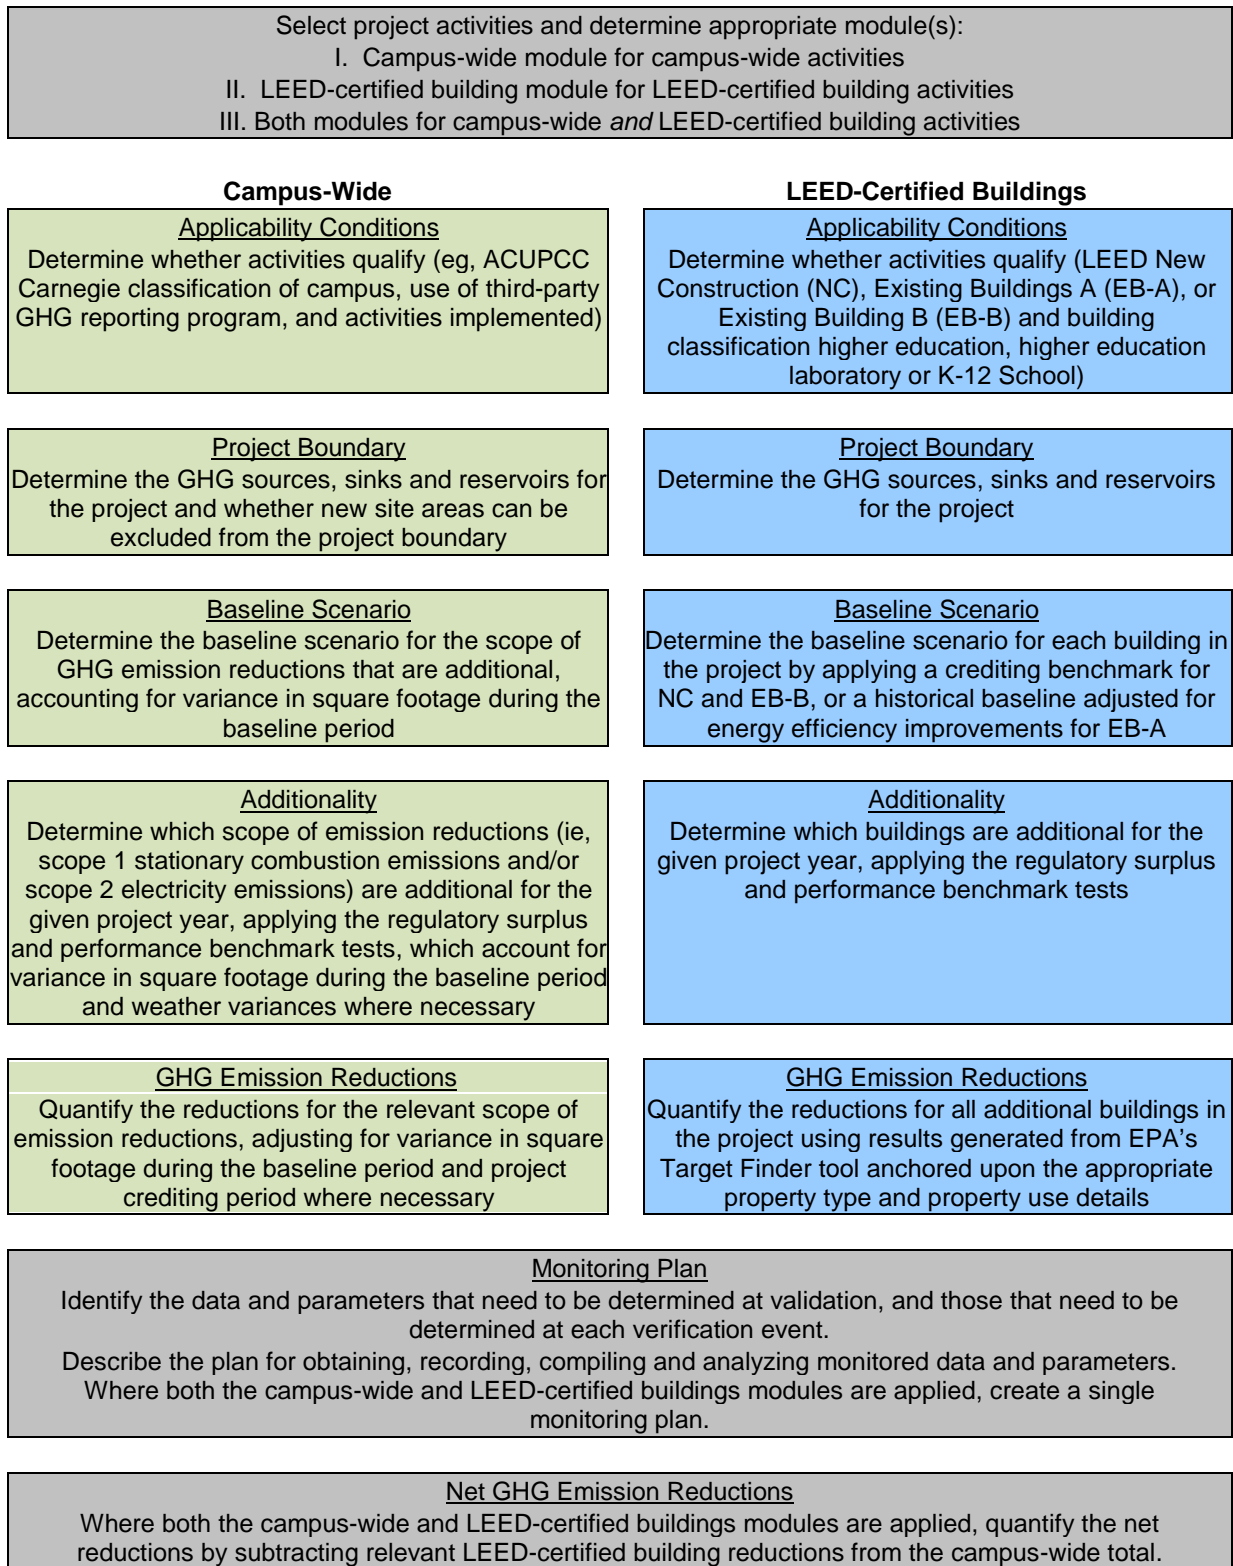 Select project activities and determine appropriate module(s):
I. Campus-wide module for campus-wide activities
II. LEED-certified building module for LEED-certified building activities
III. Both modules for campus-wide and LEED-certified building activities
Campus-Wide
Applicability Conditions
Determine whether activities qualify (eg, ACUPCC
Carnegie classification of campus, use of third-party
GHG reporting program, and activities implemented)
Project Boundary
Determine the GHG sources, sinks and reservoirs for
the project and whether new site areas can be
excluded from the project boundary
Baseline Scenario
Determine the baseline scenario for the scope of
GHG emission reductions that are additional,
accounting for variance in square footage during the
baseline period
Additionality
Determine which scope of emission reductions (ie,
scope 1 stationary combustion emissions and/or
scope 2 electricity emissions) are additional for the
given project year, applying the regulatory surplus
and performance benchmark tests, which account for
variance in square footage during the baseline period
and weather variances where necessary
GHG Emission Reductions
Quantify the reductions for the relevant scope of
emission reductions, adjusting for variance in square
footage during the baseline period and project
crediting period where necessary
LEED-Certified Buildings
Applicability Conditions
Determine whether activities qualify (LEED New
Construction (NC), Existing Buildings A (EB-A), or
Existing Building B (EB-B) and building
classification higher education, higher education
laboratory or K-12 School)
Project Boundary
Determine the GHG sources, sinks and reservoirs
for the project
Baseline Scenario
Determine the baseline scenario for each building in
the project by applying a crediting benchmark for
NC and EB-B, or a historical baseline adjusted for
energy efficiency improvements for EB-A
Additionality
Determine which buildings are additional for the
given project year, applying the regulatory surplus
and performance benchmark tests
GHG Emission Reductions
Quantify the reductions for all additional buildings in
the project using results generated from EPA's
Target Finder tool anchored upon the appropriate
property type and property use details
Monitoring Plan
Identify the data and parameters that need to be determined at validation, and those that need to be
determined at each verification event.
Describe the plan for obtaining, recording, compiling and analyzing monitored data and parameters.
Where both the campus-wide and LEED-certified buildings modules are applied, create a single
monitoring plan.
Net GHG Emission Reductions
Where both the campus-wide and LEED-certified buildings modules are applied, quantify the net
reductions by subtracting relevant LEED-certified building reductions from the campus-wide total.